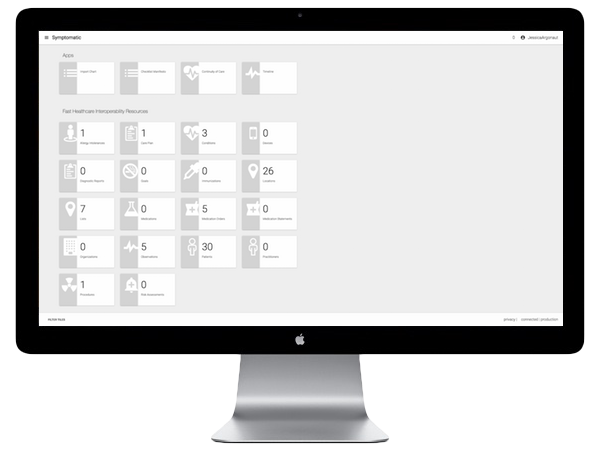 Symptomatic
Apps
Import Chart
Checklist Manifesto
Continuity of Care
Timeline
Fast Healthcare Interoperability Resources
1
Allergy Intolerances
1
Care Plan
3
Conditions
0
Devices
0
Diagnostic Reports
0
Goals
0
Immunizations
26
Locations
7
Lists
0
Medications
5
Medication Orders
0
Medication Statements
0
Organizations
5
Observations
30
Patients
0
Practitioners
1
Procedures
0
Risk Assessments
privacy | connected | production